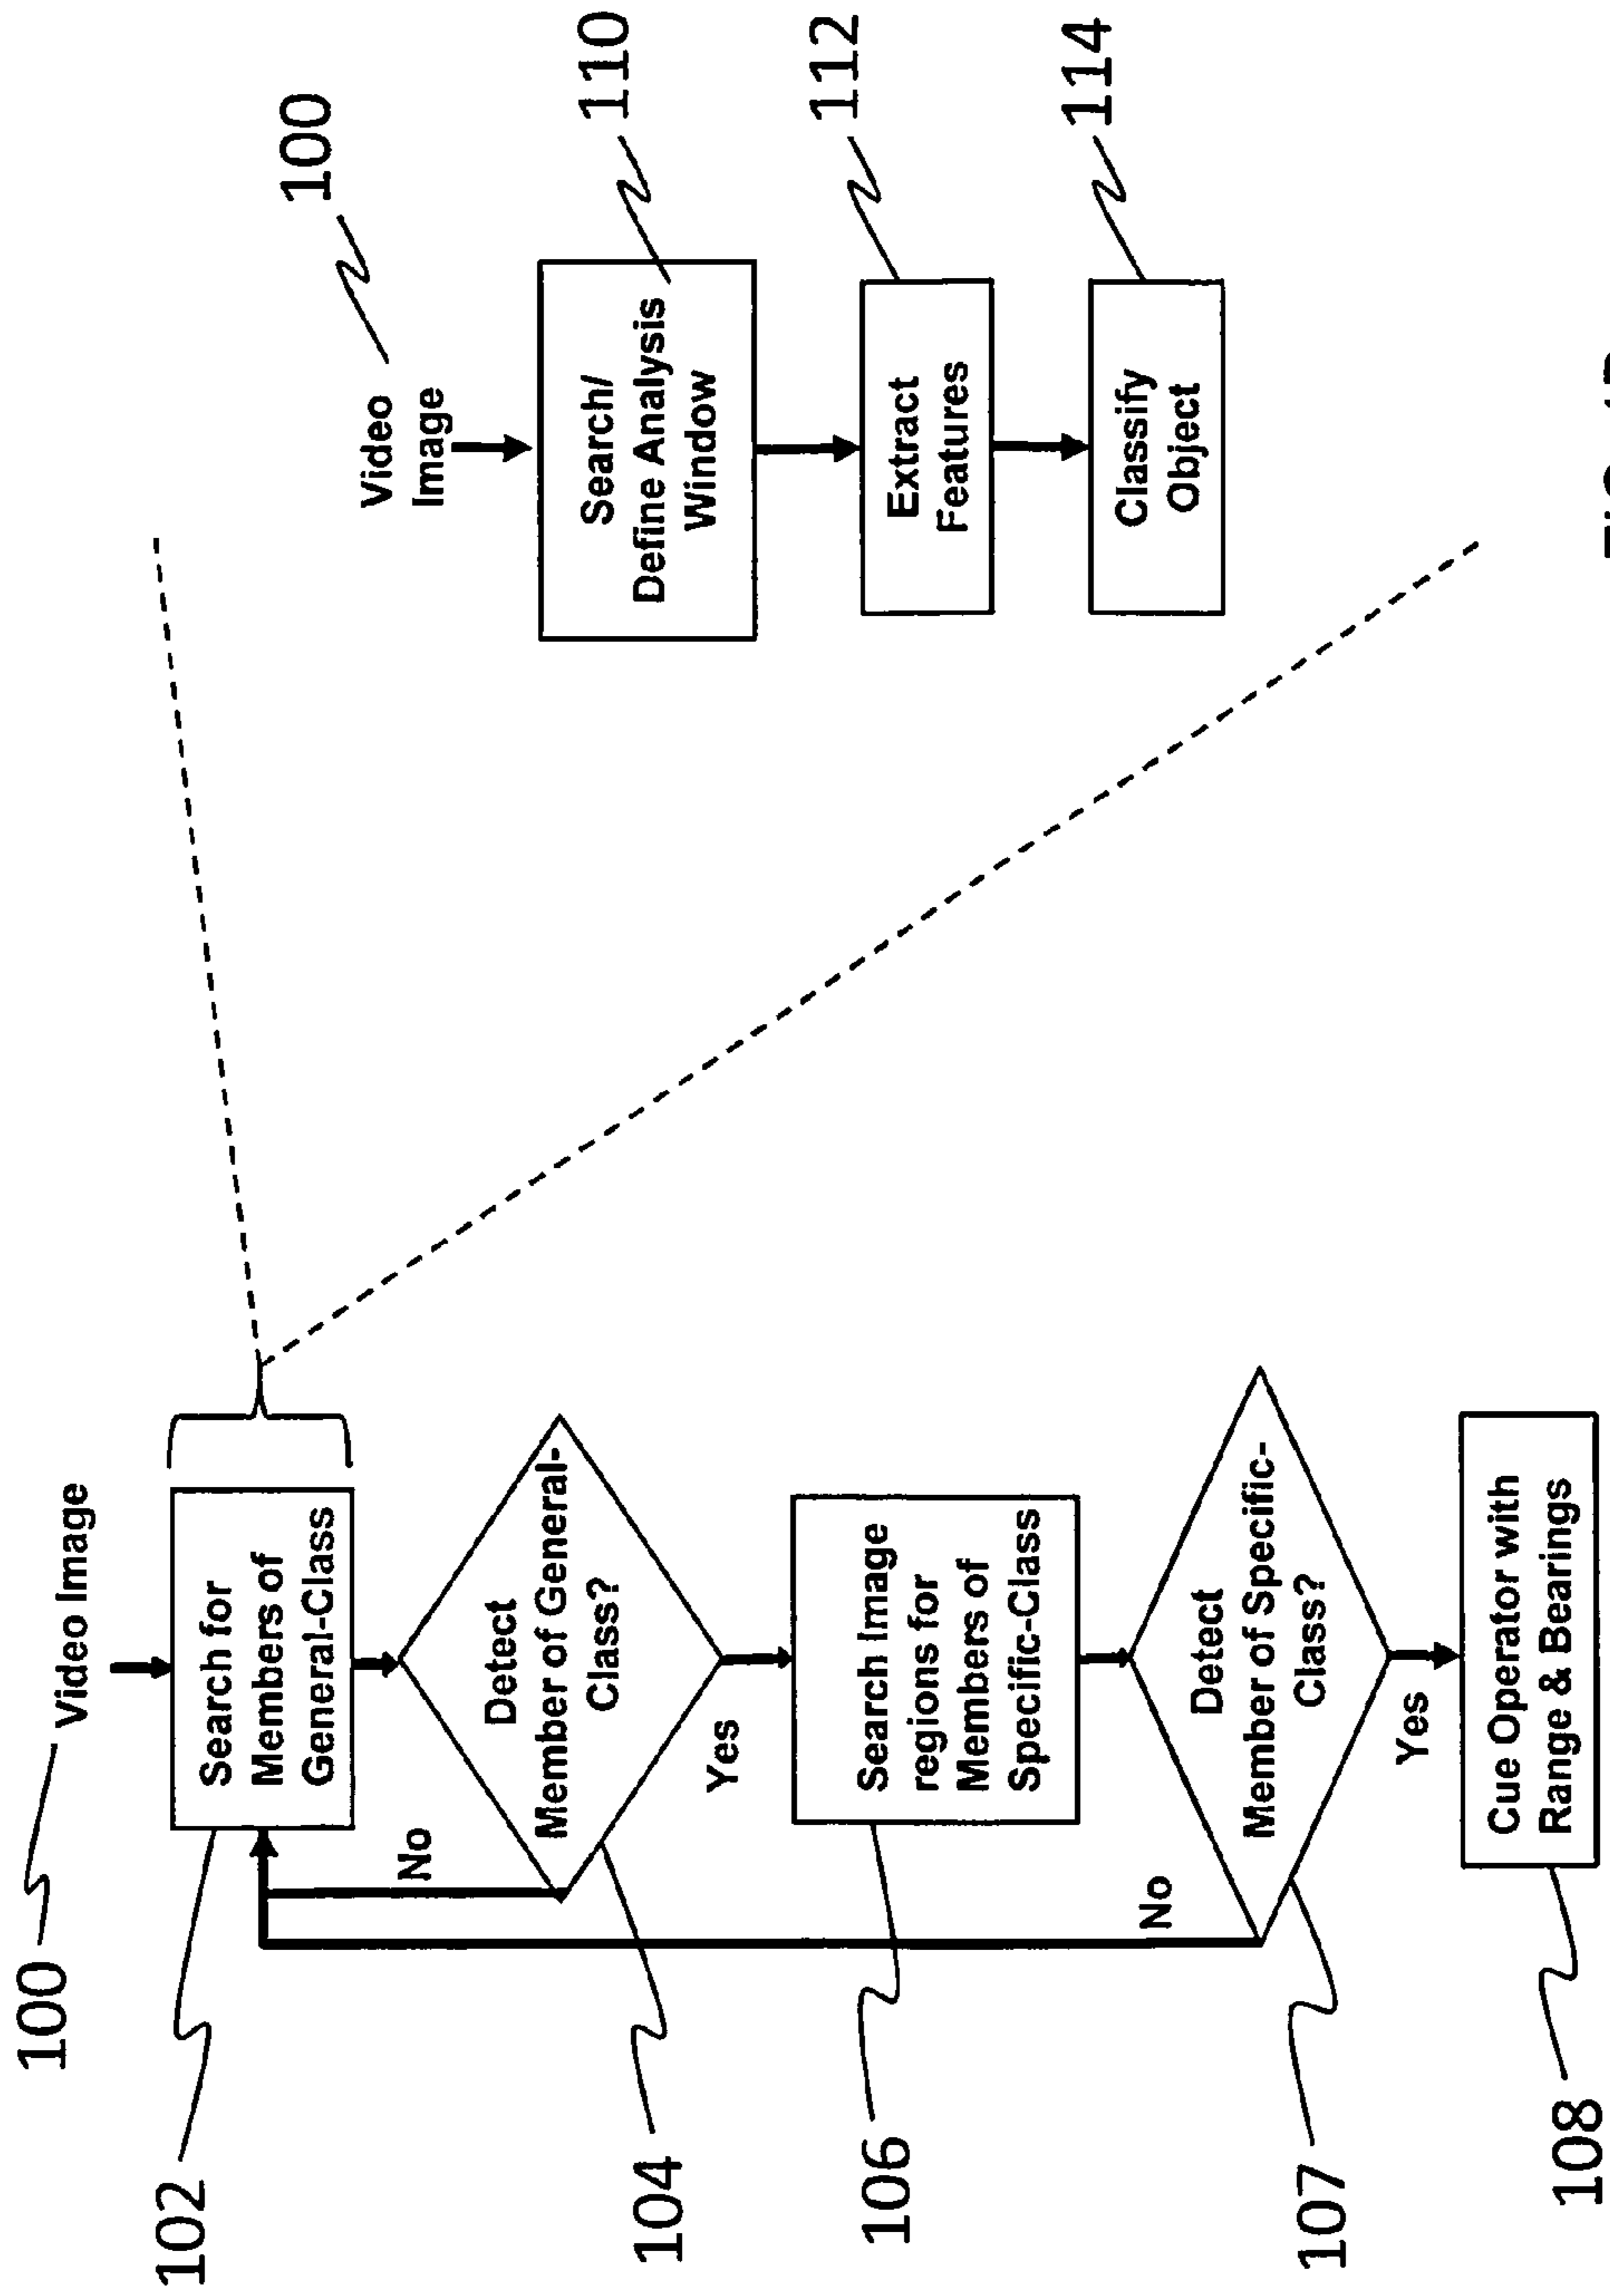 100
Video Image
102
Search for
Members of
General-Class
No
104
Detect
Member of General-
Class?
Yes
106
Search Image
regions for
Members of
Specific-Class
No
107
Detect
Member of Specific-
Class?
Yes
108
Cue Operator with
Range & Bearings
100
Video
Image
110
Search/
Define Analysis
Window
112
Extract
Features
114
Classify
Object